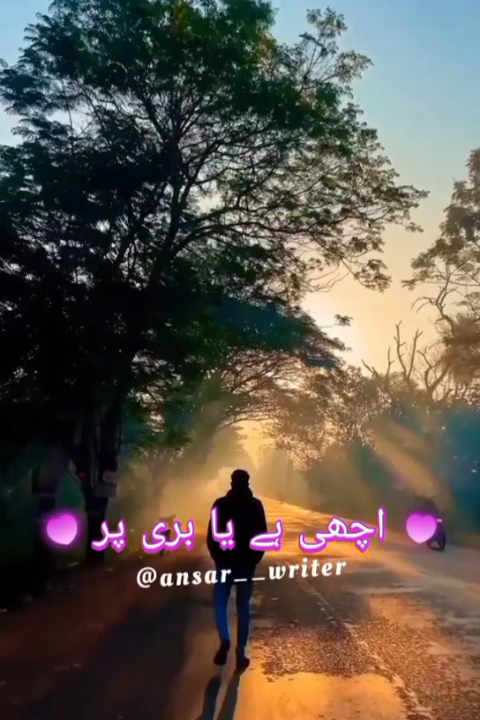 💜 اچھی ہے یا بری پر 💜
@ansar__writer